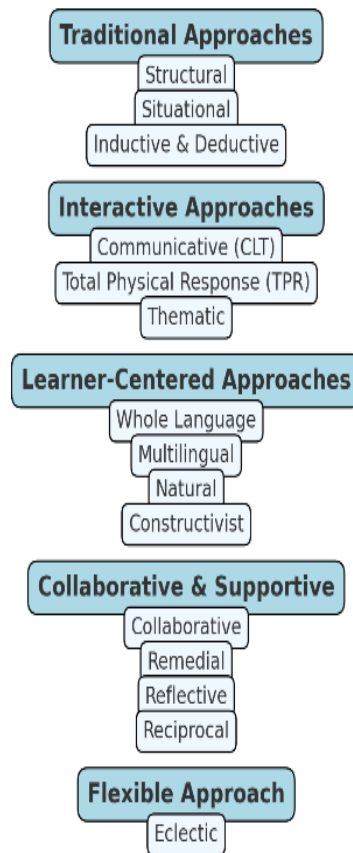 Traditional Approaches
Structural
Situational
Inductive & Deductive
Interactive Approaches
Communicative (CLT)
Total Physical Response (TPR)
Thematic
Learner-Centered Approaches
Whole Language
Multilingual
Natural
Constructivist
Collaborative & Supportive
Collaborative
Remedial
Reflective
Reciprocal
Flexible Approach
Eclectic